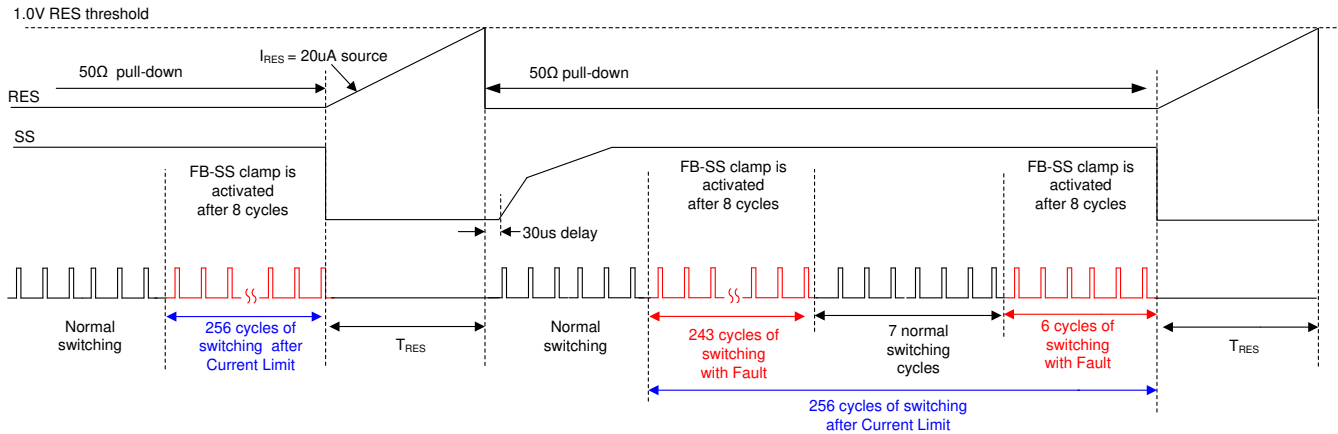 1.0V RES threshold
I_RES = 20uA source
50Ω pull-down
50Ω pull-down
RES
SS
FB-SS clamp is
activated
after 8 cycles
FB-SS clamp is
activated
after 8 cycles
FB-SS clamp is
activated
after 8 cycles
30us delay
Normal
switching
256 cycles of
switching after
Current Limit
T_RES
Normal
switching
243 cycles of
switching
with Fault
7 normal
switching
cycles
6 cycles of
switching
with Fault
T_RES
256 cycles of switching
after Current Limit